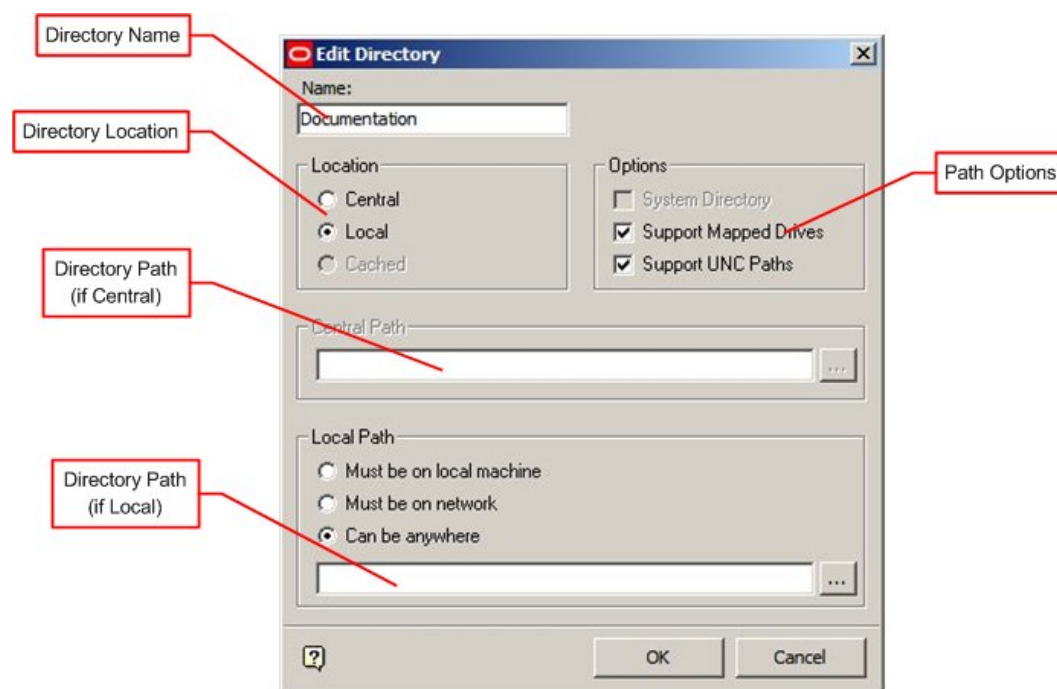 Directory Name
Edit Directory
Name:
Documentation
Directory Location
Location
Central
Local
Cached
Options
System Directory
Support Mapped Drives
Support UNC Paths
Path Options
Directory Path
(if Central)
Central Path
...
Local Path
Must be on local machine
Must be on network
Can be anywhere
Directory Path
(if Local)
...
?
OK
Cancel